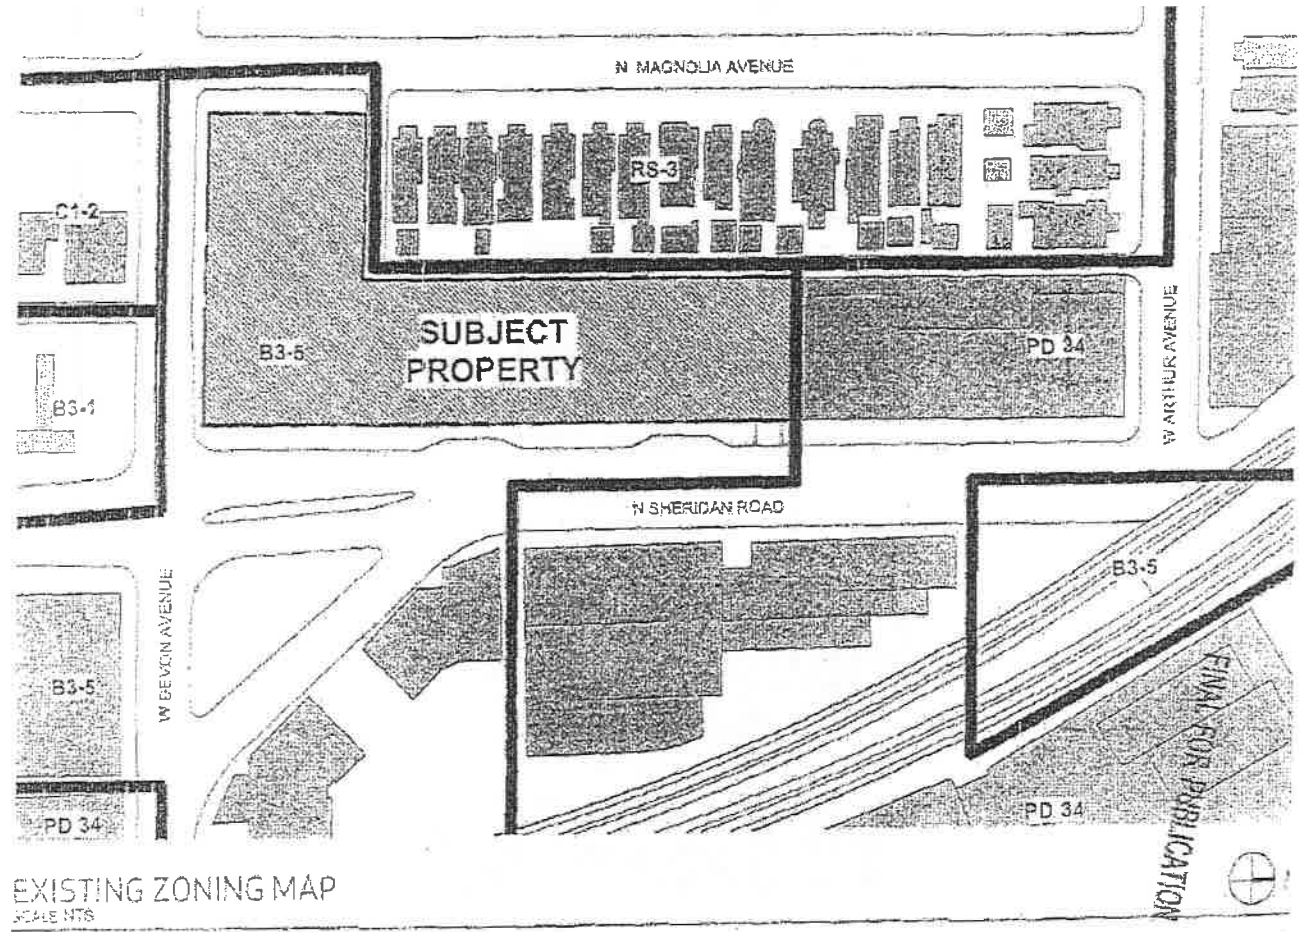 N MAGNOLIA AVENUE
RS-3
C1-2
SUBJECT
PROPERTY
B3-5
PD 34
W ARTHUR AVENUE
B3-1
N SHERIDAN ROAD
B3-5
W DEVON AVENUE
B3-5
PD 34
PD 34
FINAL FOR PUBLICATION
EXISTING ZONING MAP
SCALE NTS